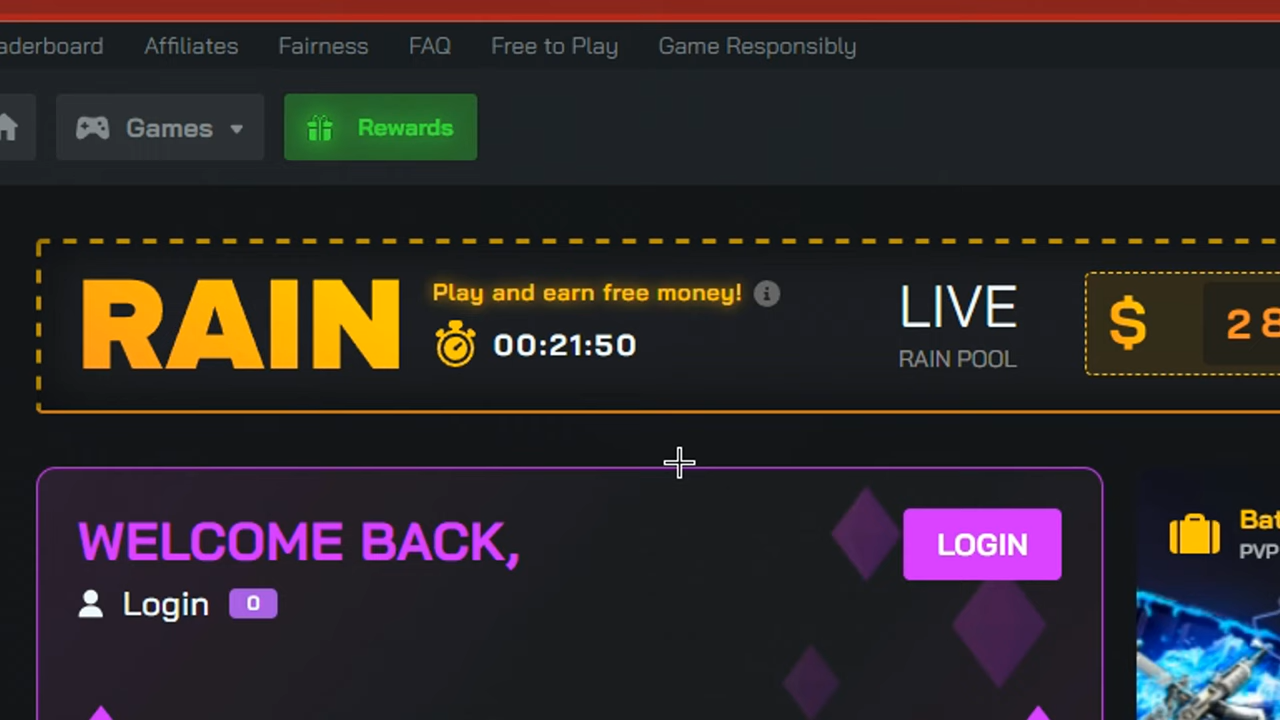 aderboard Affiliates Fairness FAQ Free to Play Game Responsibly
Games Rewards
RAIN
Play and earn free money!
00:21:50
LIVE
RAIN POOL
$ 28
WELCOME BACK,
LOGIN
Login 0
Bat
PVP